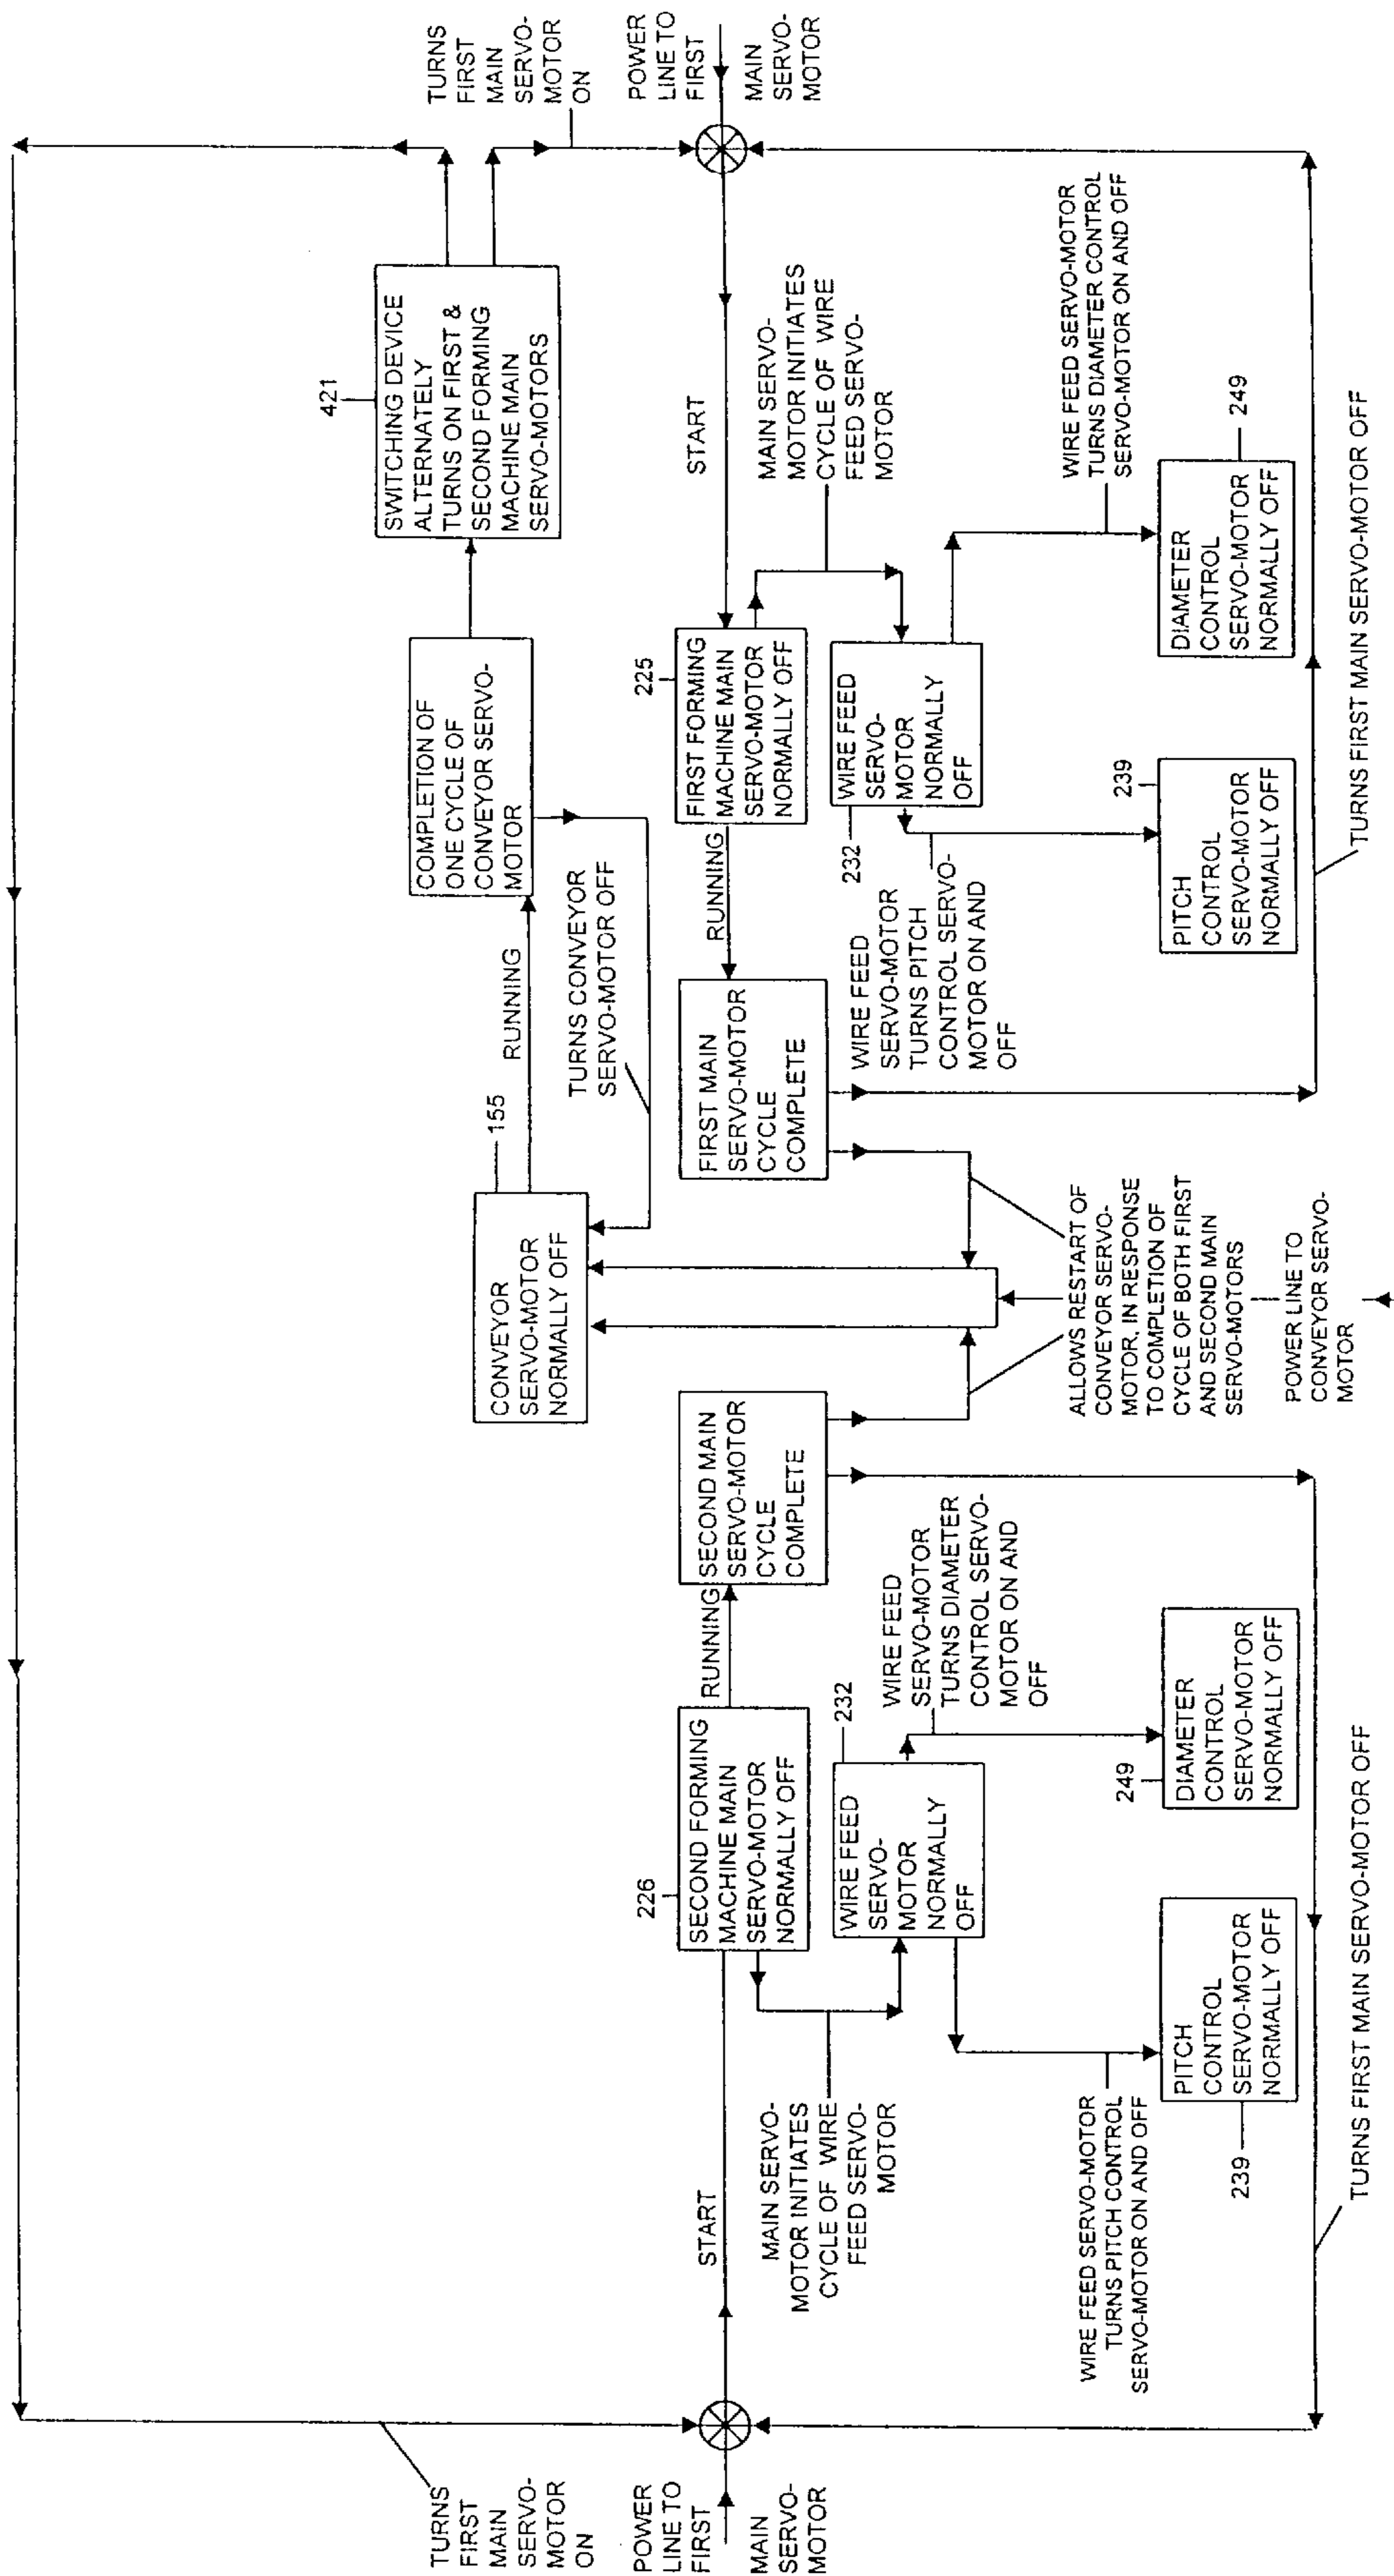 TURNS
FIRST
MAIN
SERVO-
MOTOR
ON
POWER
LINE TO
FIRST
MAIN
SERVO-
MOTOR
START
226
SECOND FORMING
MACHINE MAIN
SERVO-MOTOR
NORMALLY OFF
RUNNING
SECOND MAIN
SERVO-MOTOR
CYCLE
COMPLETE
MAIN SERVO-
MOTOR INITIATES
CYCLE OF WIRE
FEED SERVO-
MOTOR
232
WIRE FEED
SERVO-
MOTOR
NORMALLY
OFF
WIRE FEED
SERVO-MOTOR
TURNS DIAMETER
CONTROL SERVO-
MOTOR ON AND
OFF
WIRE FEED SERVO-MOTOR
TURNS PITCH CONTROL
SERVO-MOTOR ON AND OFF
239
PITCH
CONTROL
SERVO-MOTOR
NORMALLY OFF
249
DIAMETER
CONTROL
SERVO-MOTOR
NORMALLY OFF
TURNS FIRST MAIN SERVO-MOTOR OFF
155
CONVEYOR
SERVO-MOTOR
NORMALLY OFF
RUNNING
TURNS CONVEYOR
SERVO-MOTOR OFF
COMPLETION OF
ONE CYCLE OF
CONVEYOR SERVO-
MOTOR
421
SWITCHING DEVICE
ALTERNATELY
TURNS ON FIRST &
SECOND FORMING
MACHINE MAIN
SERVO-MOTORS
TURNS
FIRST
MAIN
SERVO-
MOTOR
ON
POWER
LINE TO
FIRST
MAIN
SERVO-
MOTOR
START
225
FIRST FORMING
MACHINE MAIN
SERVO-MOTOR
NORMALLY OFF
RUNNING
FIRST MAIN
SERVO-MOTOR
CYCLE
COMPLETE
MAIN SERVO-
MOTOR INITIATES
CYCLE OF WIRE
FEED SERVO-
MOTOR
232
WIRE FEED
SERVO-
MOTOR
NORMALLY
OFF
WIRE FEED
SERVO-MOTOR
TURNS PITCH
CONTROL SERVO-
MOTOR ON AND
OFF
WIRE FEED SERVO-MOTOR
TURNS DIAMETER CONTROL
SERVO-MOTOR ON AND OFF
239
PITCH
CONTROL
SERVO-MOTOR
NORMALLY OFF
249
DIAMETER
CONTROL
SERVO-MOTOR
NORMALLY OFF
TURNS FIRST MAIN SERVO-MOTOR OFF
ALLOWS RESTART OF
CONVEYOR SERVO-
MOTOR, IN RESPONSE
TO COMPLETION OF
CYCLE OF BOTH FIRST
AND SECOND MAIN
SERVO-MOTORS
POWER LINE TO
CONVEYOR SERVO-
MOTOR